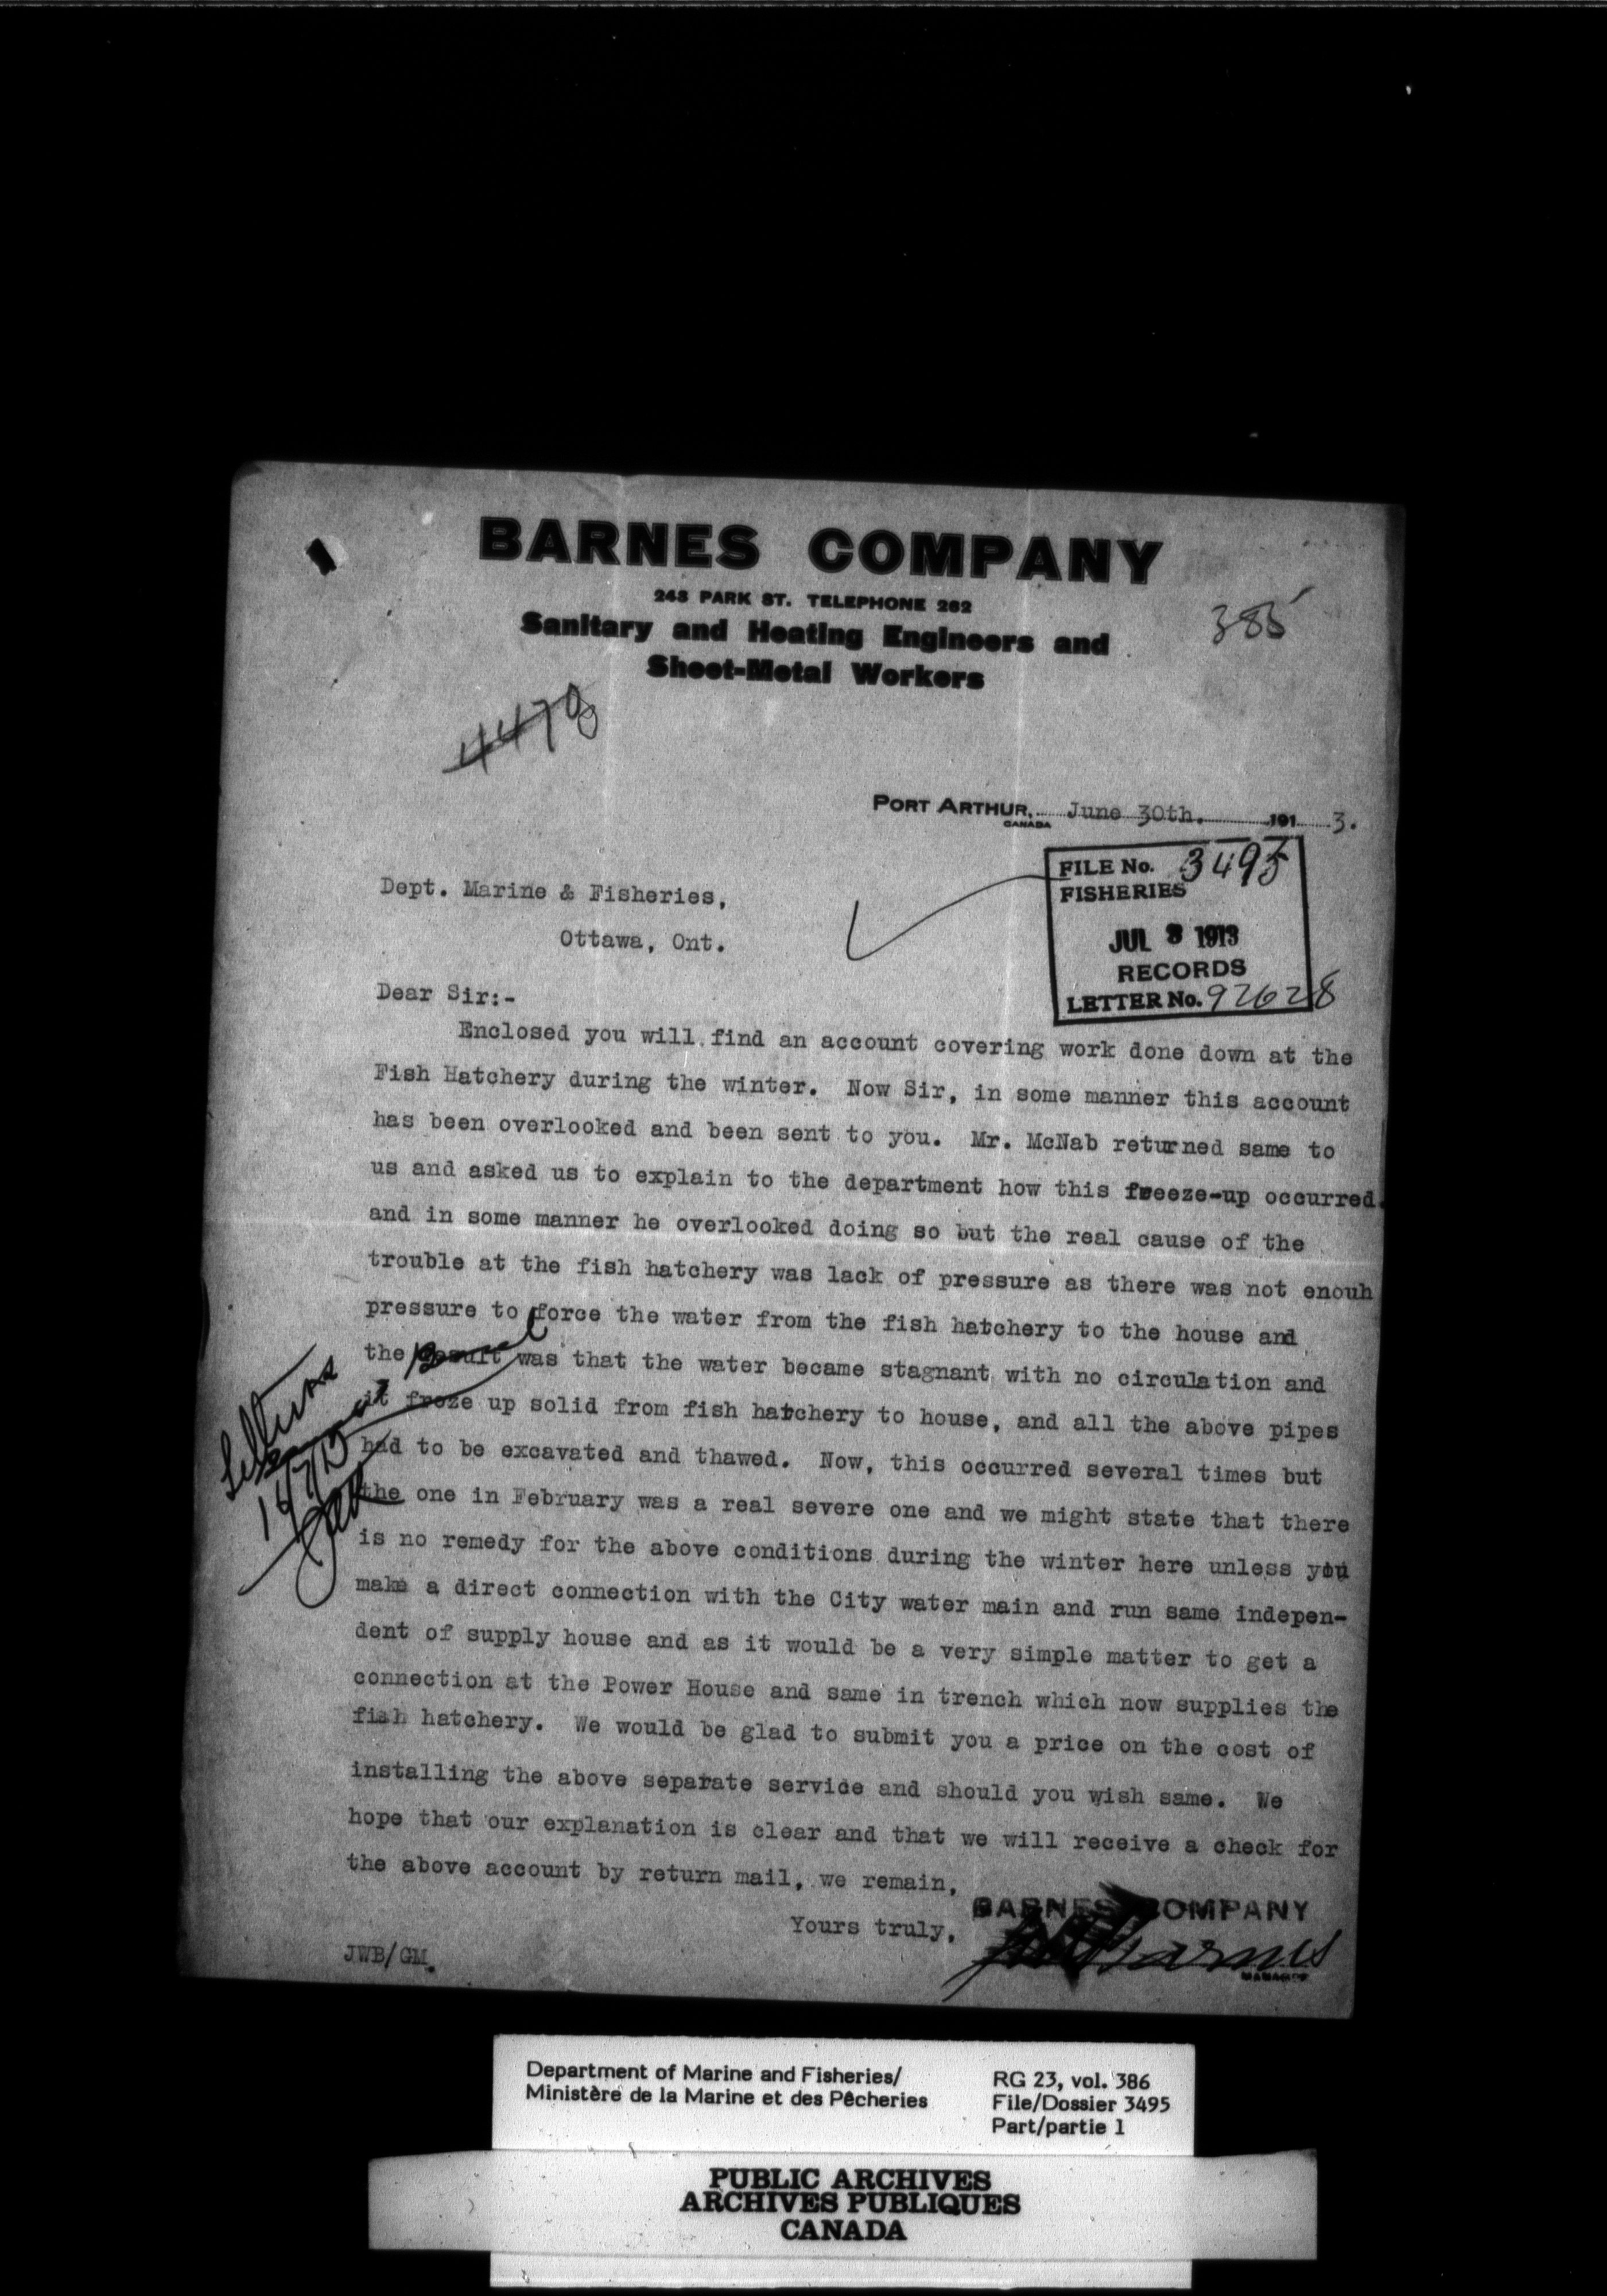 BARNES COMPANY
243 PARK ST. TELEPHONE 262
Sanitary and Heating Engineers and
Sheet-Metal Workers
385
4478
PORT ARTHUR, June 30th. 191 3.
CANADA
FILE No. 3495
FISHERIES
JUL 3 1913
RECORDS
LETTER No. 92628
Dept. Marine & Fisheries,
Ottawa, Ont.
Dear Sir:-
Enclosed you will find an account covering work done down at the
Fish Hatchery during the winter. Now Sir, in some manner this account
has been overlooked and been sent to you. Mr. McNab returned same to
us and asked us to explain to the department how this freeze-up occurred.
and in some manner he overlooked doing so but the real cause of the
trouble at the fish hatchery was lack of pressure as there was not enouh
pressure to force the water from the fish hatchery to the house and
the result was that the water became stagnant with no circulation and
it froze up solid from fish hatchery to house, and all the above pipes
had to be excavated and thawed. Now, this occurred several times but
the one in February was a real severe one and we might state that there
is no remedy for the above conditions during the winter here unless you
make a direct connection with the City water main and run same indepen-
dent of supply house and as it would be a very simple matter to get a
connection at the Power House and same in trench which now supplies the
fish hatchery. We would be glad to submit you a price on the cost of
installing the above separate service and should you wish same. We
hope that our explanation is clear and that we will receive a check for
the above account by return mail, we remain,
Yours truly,
BARNES COMPANY
Barnes
MANAGER
JWB/GM.
Department of Marine and Fisheries/
Ministère de la Marine et des Pêcheries
RG 23, vol. 386
File/Dossier 3495
Part/partie 1
PUBLIC ARCHIVES
ARCHIVES PUBLIQUES
CANADA